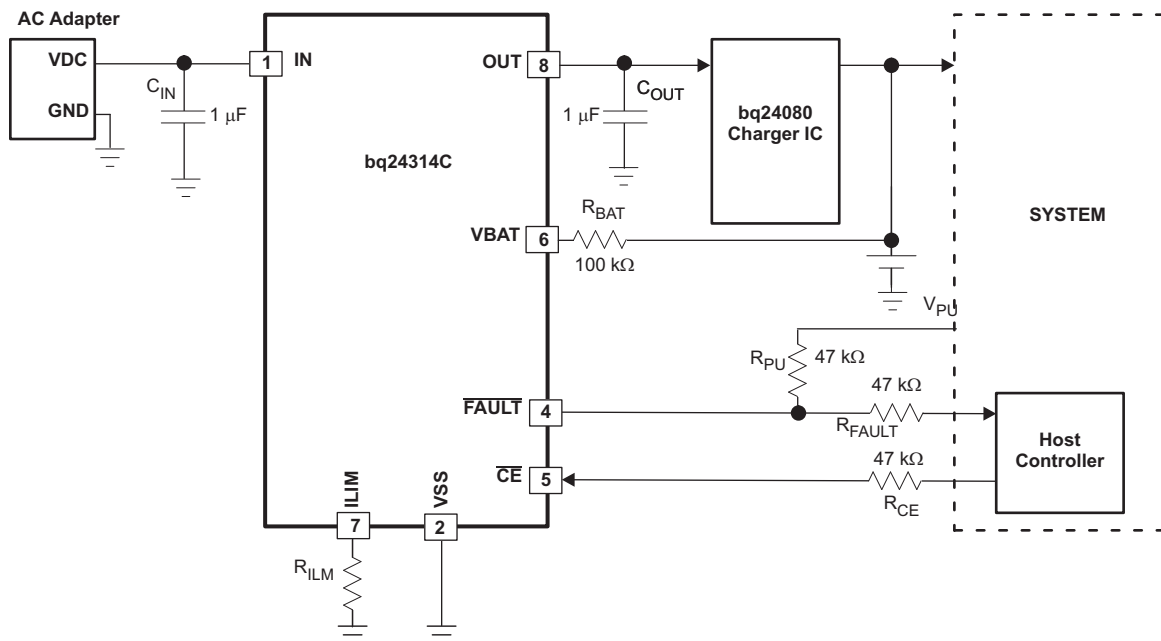 AC Adapter
VDC
GND
C_IN
1 μF
1
IN
bq24314C
OUT
8
C_OUT
1 μF
bq24080
Charger IC
SYSTEM
VBAT
6
R_BAT
100 kΩ
V_PU
R_PU
47 kΩ
FAULT
4
47 kΩ
R_FAULT
Host
Controller
CE
5
47 kΩ
R_CE
ILIM
7
VSS
2
R_ILM